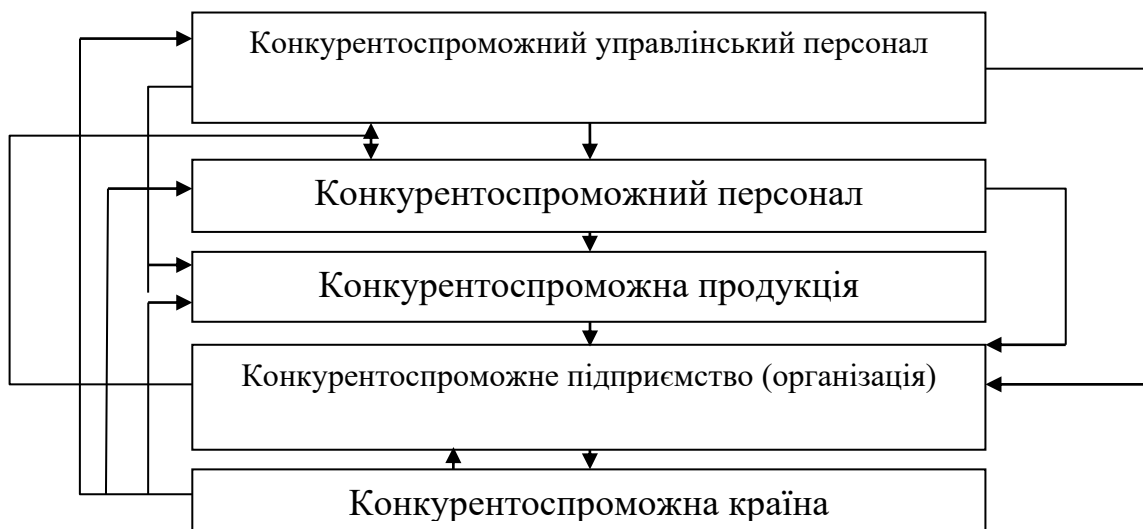 Конкурентоспроможний управлінський персонал
Конкурентоспроможний персонал
Конкурентоспроможна продукція
Конкурентоспроможне підприємство (організація)
Конкурентоспроможна країна